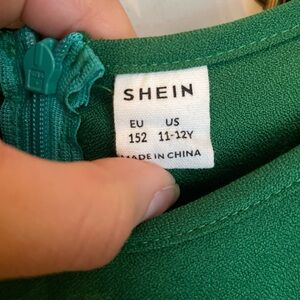 SHEIN
EU US
152 11-12Y
MADE IN CHINA